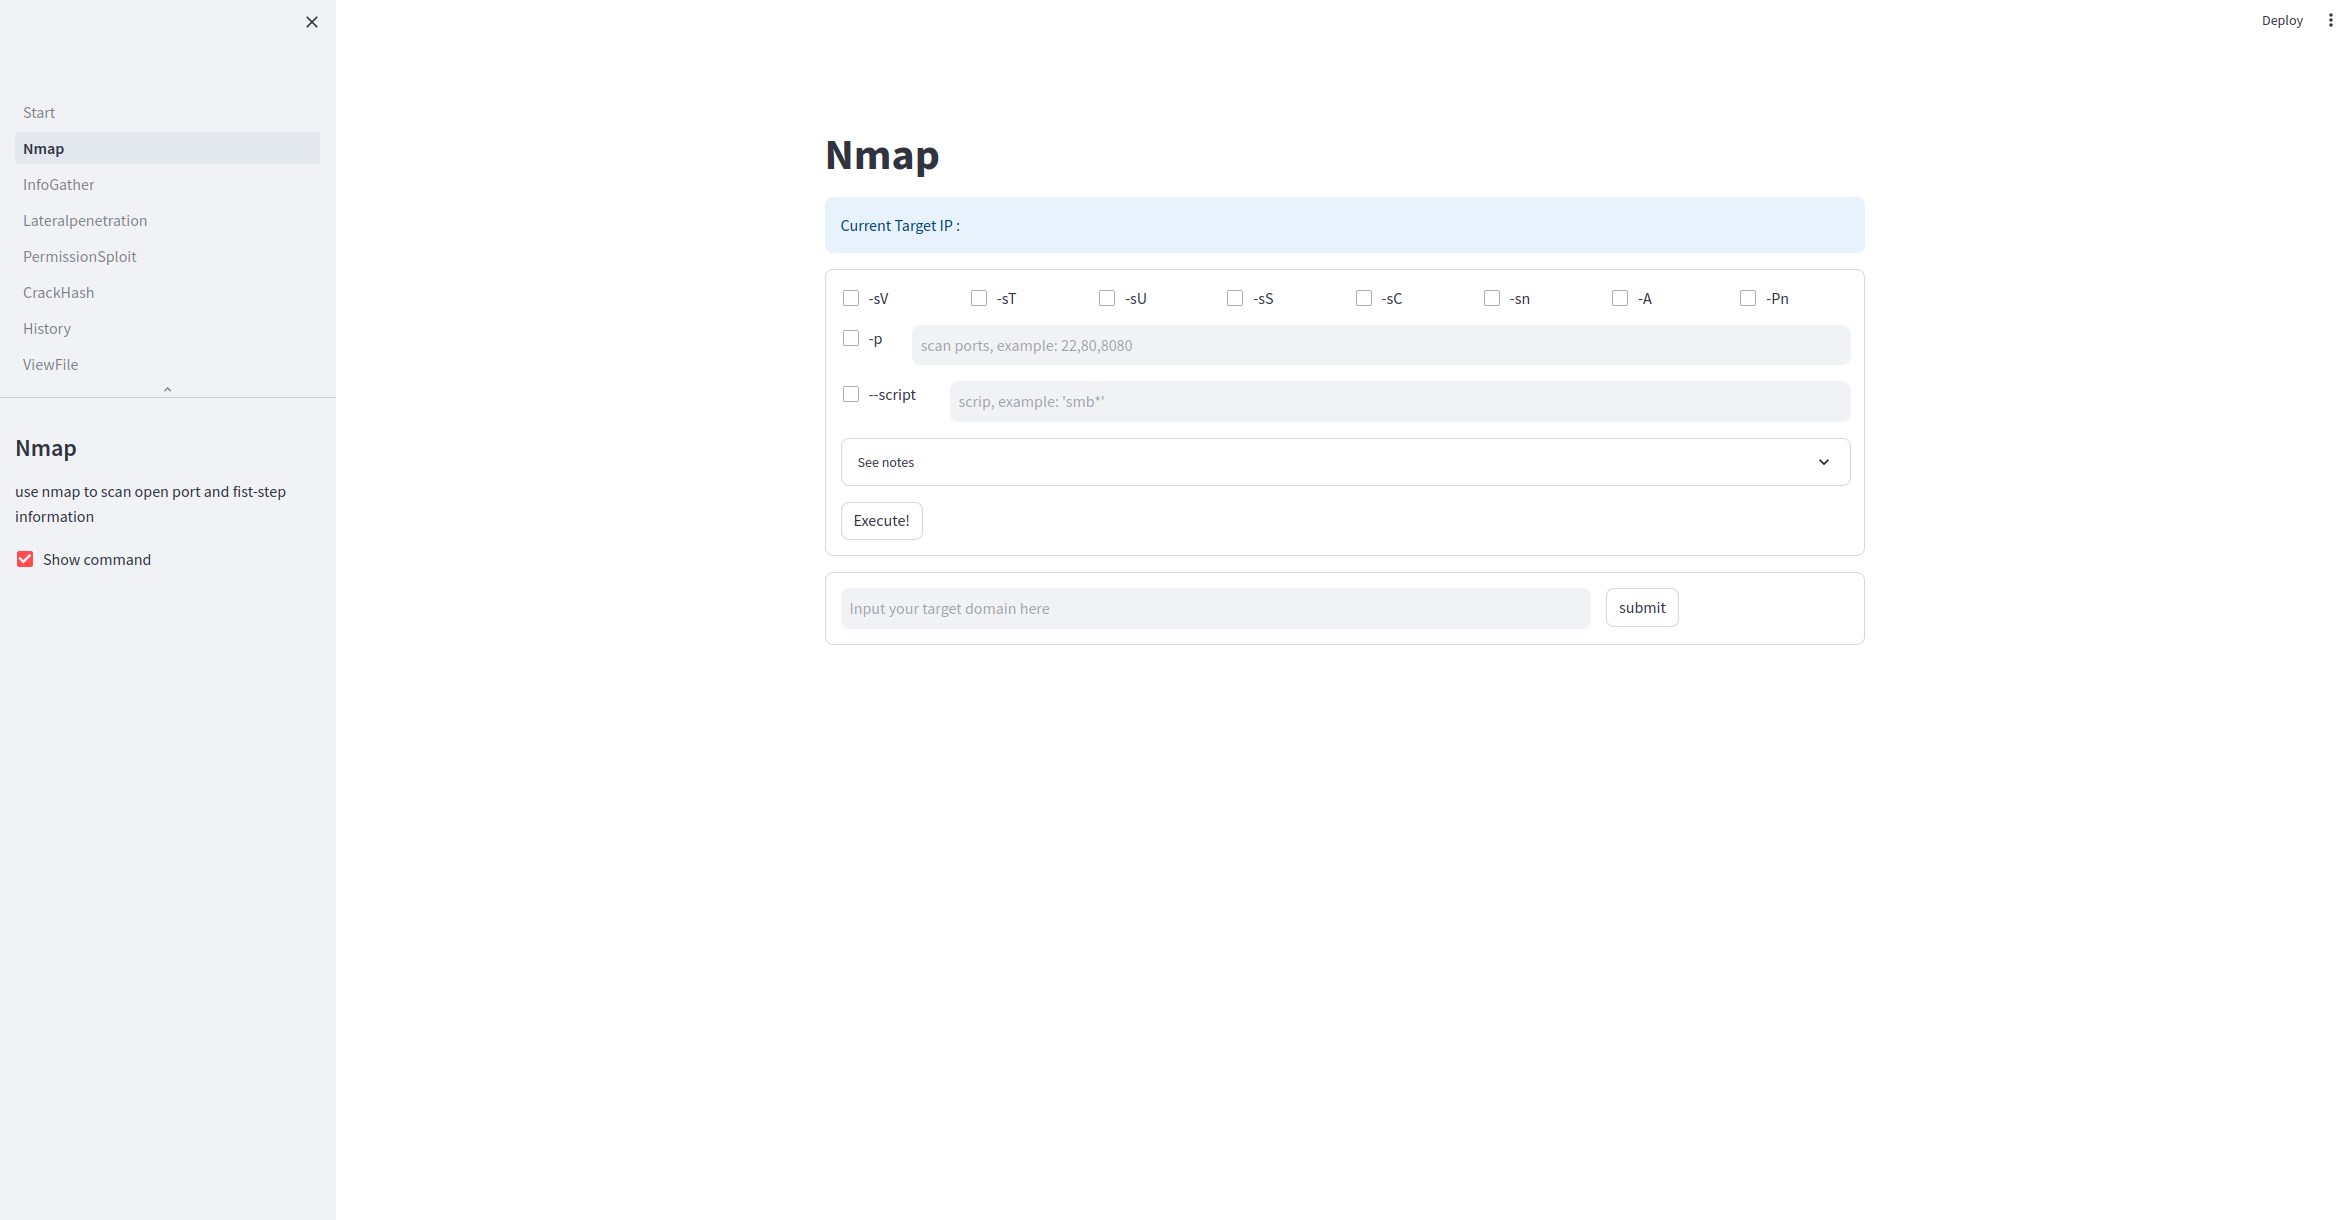 Deploy
Start
Nmap
InfoGather
Lateralpenetration
PermissionSploit
CrackHash
History
ViewFile
Nmap
use nmap to scan open port and fist-step
information
Show command
Nmap
Current Target IP :
-sV -sT -sU -sS -sC -sn -A -Pn
-p scan ports, example: 22,80,8080
--script scrip, example: 'smb*'
See notes
Execute!
Input your target domain here submit